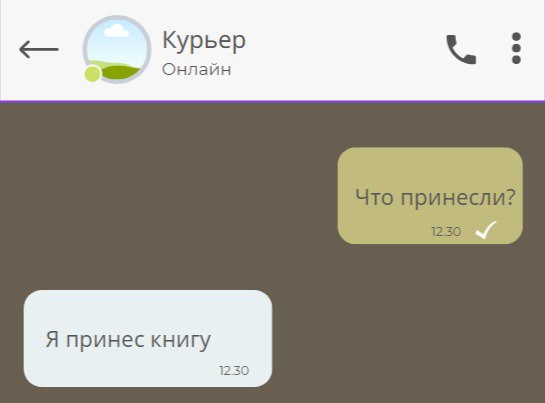 Курьер
Онлайн
Что принесли?
12.30
Я принес книгу
12.30